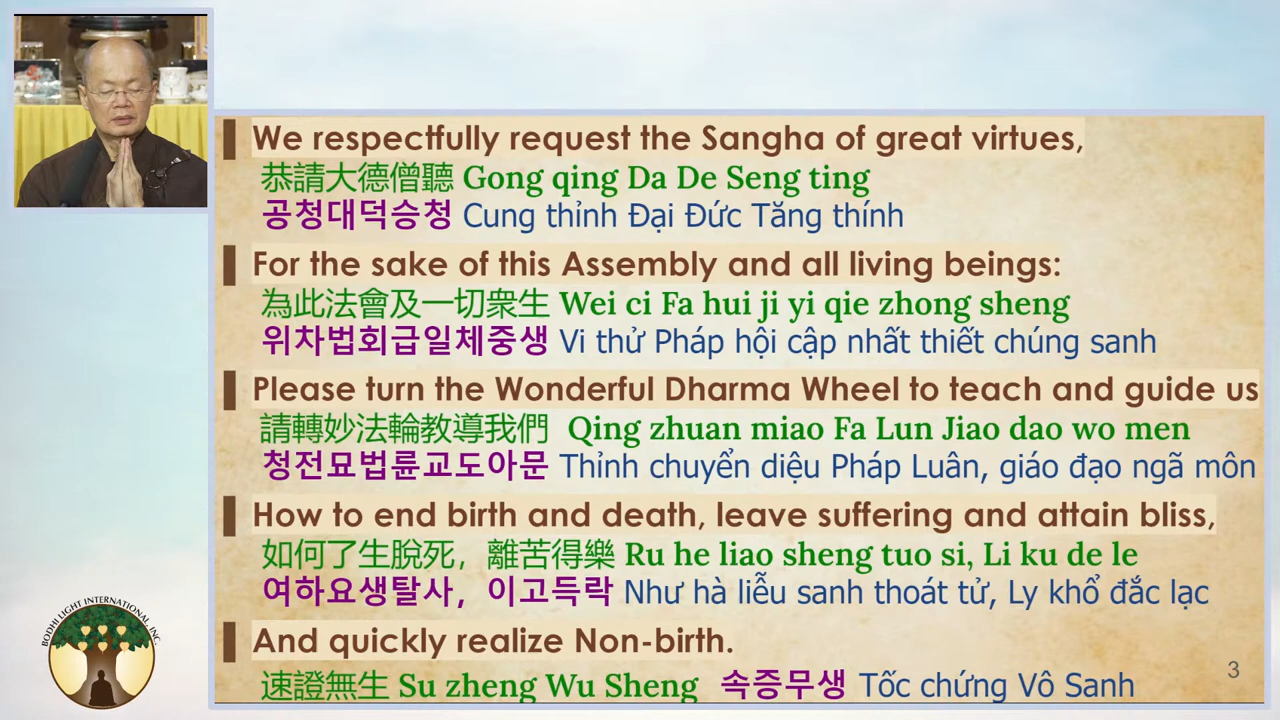 We respectfully request the Sangha of great virtues,
恭請大德僧聽 Gong qing Da De Seng ting
공청대덕승청 Cung thỉnh Đại Đức Tăng thính
For the sake of this Assembly and all living beings:
為此法會及一切衆生 Wei ci Fa hui ji yi qie zhong sheng
위차법회급일체중생 Vi thử Pháp hội cập nhất thiết chúng sanh
Please turn the Wonderful Dharma Wheel to teach and guide us
請轉妙法輪教導我們 Qing zhuan miao Fa Lun Jiao dao wo men
청전묘법륜교도아문 Thỉnh chuyển diệu Pháp Luân, giáo đạo ngã môn
How to end birth and death, leave suffering and attain bliss,
如何了生脫死，離苦得樂 Ru he liao sheng tuo si, Li ku de le
여하요생탈사, 이고득락 Như hà liễu sanh thoát tử, Ly khổ đắc lạc
And quickly realize Non-birth.
速證無生 Su zheng Wu Sheng 속증무생 Tốc chứng Vô Sanh
3
BODHI LIGHT INTERNATIONAL, INC.